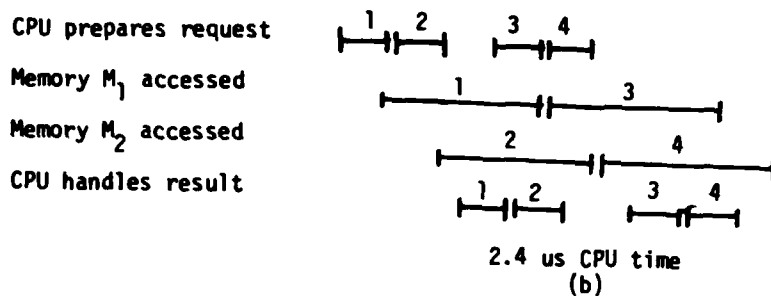 CPU prepares request 1 2 3 4
Memory M1 accessed 1 3
Memory M2 accessed 2 4
CPU handles result 1 2 3 4
2.4 us CPU time
(b)